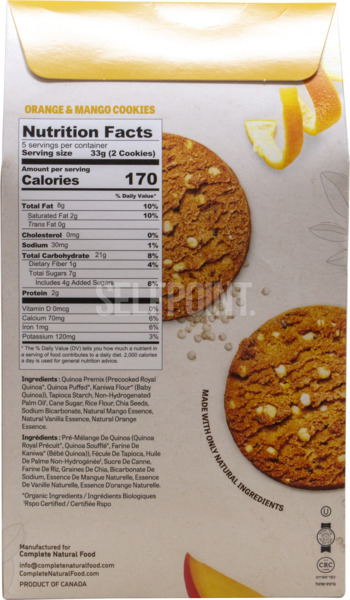 ORANGE & MANGO COOKIES
Nutrition Facts
5 servings per container
Serving size 33g (2 Cookies)
Amount per serving
Calories 170
% Daily Value*
Total Fat 8g 10%
Saturated Fat 2g 10%
Trans Fat 0g
Cholesterol 0mg 0%
Sodium 30mg 1%
Total Carbohydrate 21g 8%
Dietary Fiber 1g 4%
Total Sugars 7g
Includes 4g Added Sugars 8%
Protein 2g
Vitamin D 0mcg 0%
Calcium 70mg 6%
Iron 1mg 6%
Potassium 120mg 3%
* The % Daily Value (DV) tells you how much a nutrient in
a serving of food contributes to a daily diet. 2,000 calories
a day is used for general nutrition advice.
SELLPOINT.
Ingredients: Quinoa Premix (Precooked Royal
Quinoa*, Quinoa Puffed*, Kaniwa Flour* (Baby
Quinoa)), Tapioca Starch, Non-Hydrogenated
Palm Oil', Cane Sugar, Rice Flour, Chia Seeds,
Sodium Bicarbonate, Natural Mango Essence,
Natural Vanilla Essence, Natural Orange
Essence.
Ingrédients: Pré-Mélange De Quinoa (Quinoa
Royal Précuit*, Quinoa Soufflé*, Farine De
Kaniwa* (Bébé Quinoa)), Fécule De Tapioca, Huile
De Palme Non-Hydrogénée', Sucre De Canne,
Farine De Riz, Graines De Chia, Bicarbonate De
Sodium, Essence De Mangue Naturelle, Essence
De Vanille Naturelle, Essence D'orange Naturelle.
*Organic Ingredients / Ingrédients Biologiques
'Rspo Certified / Certifiée Rspo
MADE WITH ONLY NATURAL INGREDIENTS
Manufactured for
Complete Natural Food
info@completenaturalfood.com
CompleteNaturalFood.com
PRODUCT OF CANADA
U
CRC